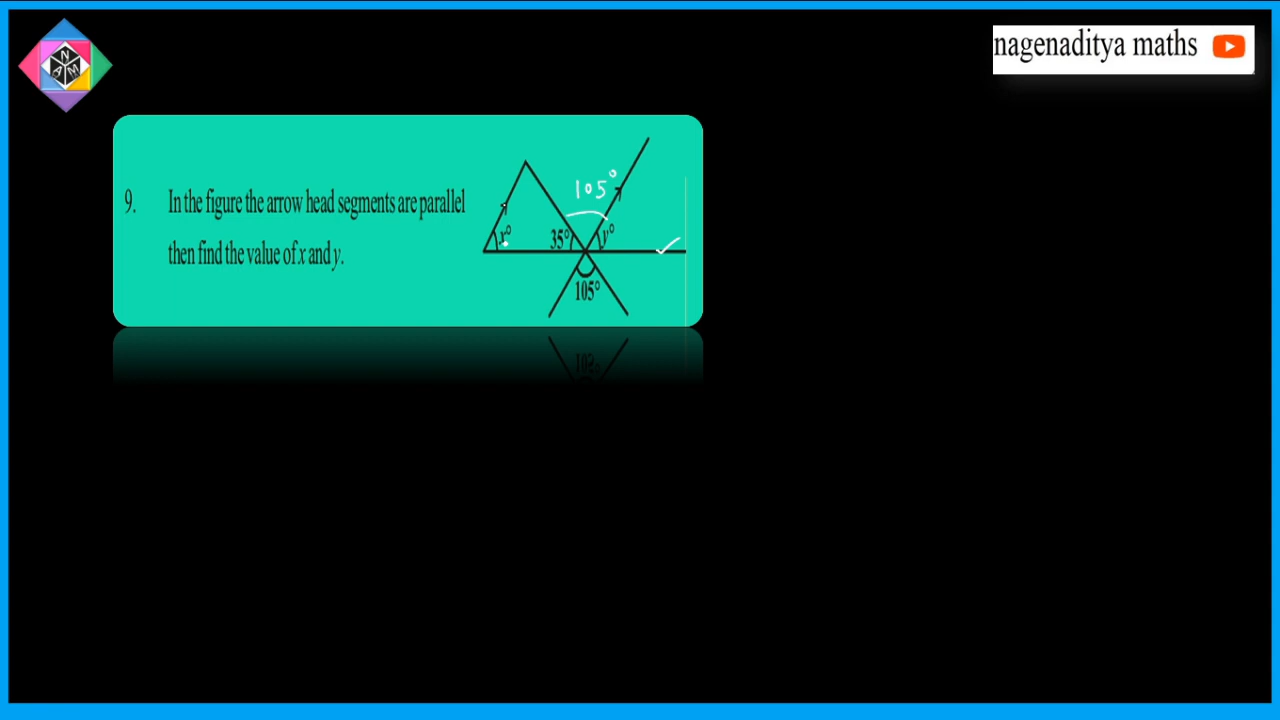 N
A M
nagenaditya maths
9. In the figure the arrow head segments are parallel
then find the value of x and y.
105°
x°
35°
y°
105°